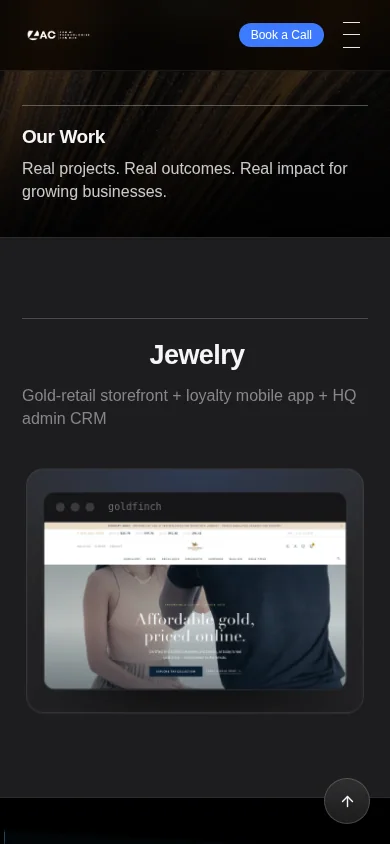 AC
Book a Call
Our Work
Real projects. Real outcomes. Real impact for
growing businesses.
Jewelry
Gold-retail storefront + loyalty mobile app + HQ
admin CRM
goldfinch
Affordable gold,
priced online.